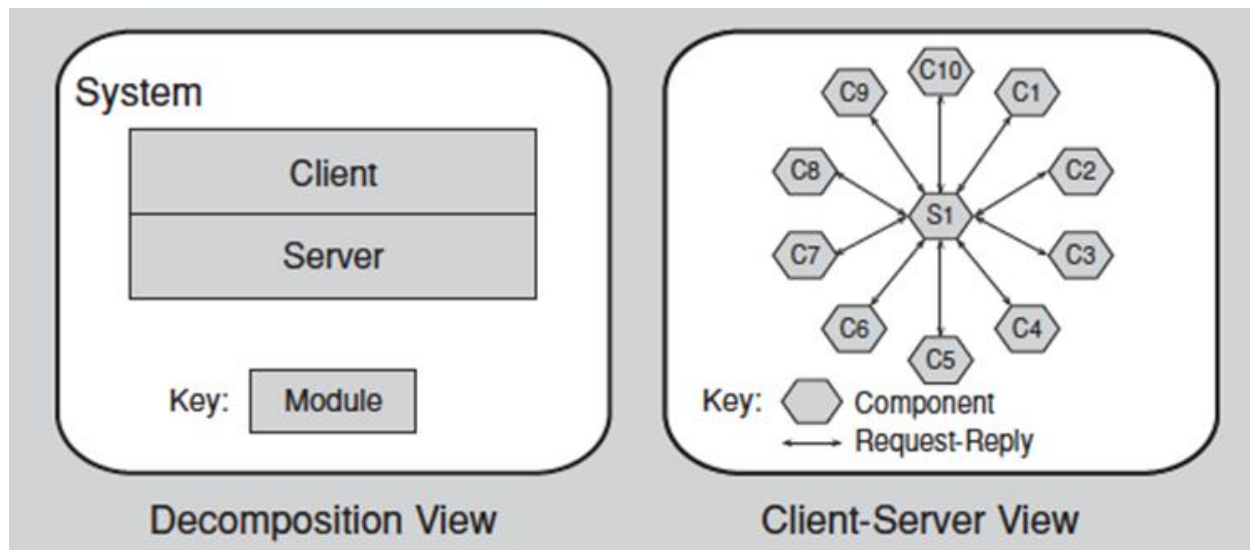 System
Client
Server
Key: Module
Decomposition View
C10
C9 C1
C8 C2
S1
C7 C3
C6 C4
C5
Key: Component
Request-Reply
Client-Server View